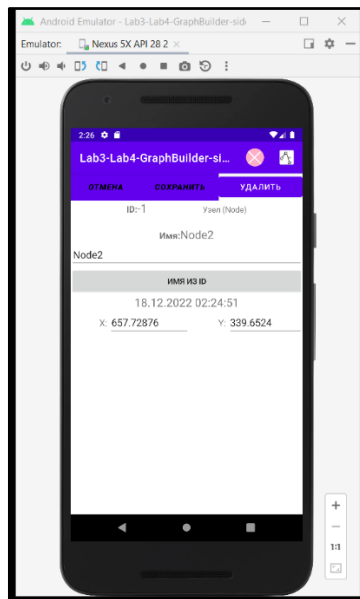 Android Emulator - Lab3-Lab4-GraphBuilder-sid
Emulator: Nexus 5X API 28 2
2:26
Lab3-Lab4-GraphBuilder-si...
ОТМЕНА СОХРАНИТЬ УДАЛИТЬ
ID:-1 Узел (Node)
Имя:Node2
Node2
ИМЯ ИЗ ID
18.12.2022 02:24:51
X: 657.72876 Y: 339.6524
1:1